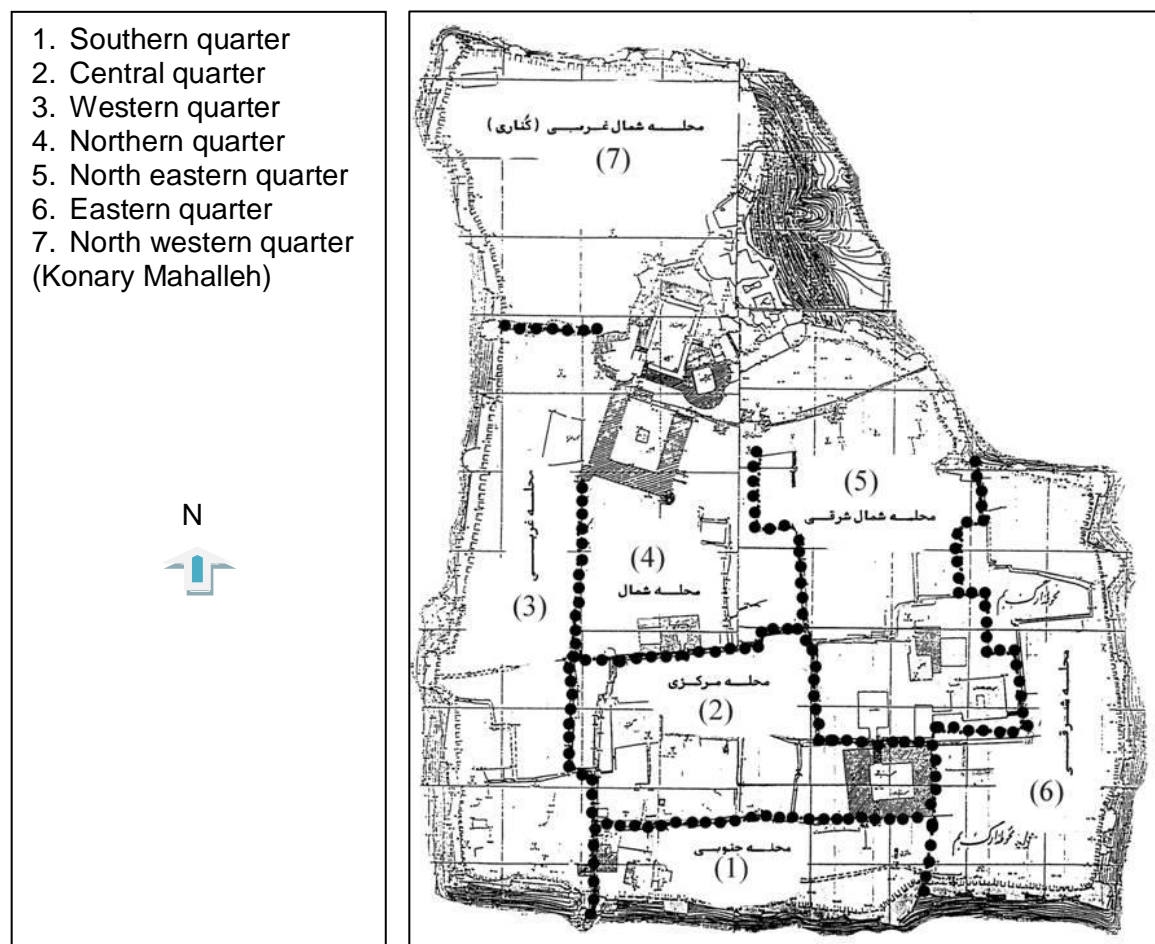 1. Southern quarter
2. Central quarter
3. Western quarter
4. Northern quarter
5. North eastern quarter
6. Eastern quarter
7. North western quarter
(Konary Mahalleh)
N
محله شمال غربی (کُناری)
(7)
(5)
محله شمال شرقی
محله غربی
(4)
(3)
محله شمال
محله شرقی
محله مرکزی
(2)
(6)
محله جنوبی
(1)